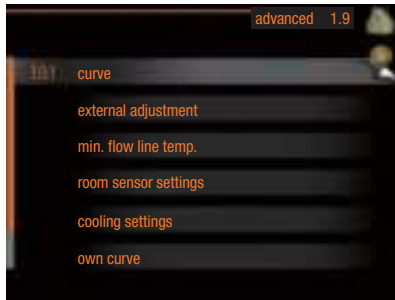 advanced 1.9
curve
external adjustment
min. flow line temp.
room sensor settings
cooling settings
own curve